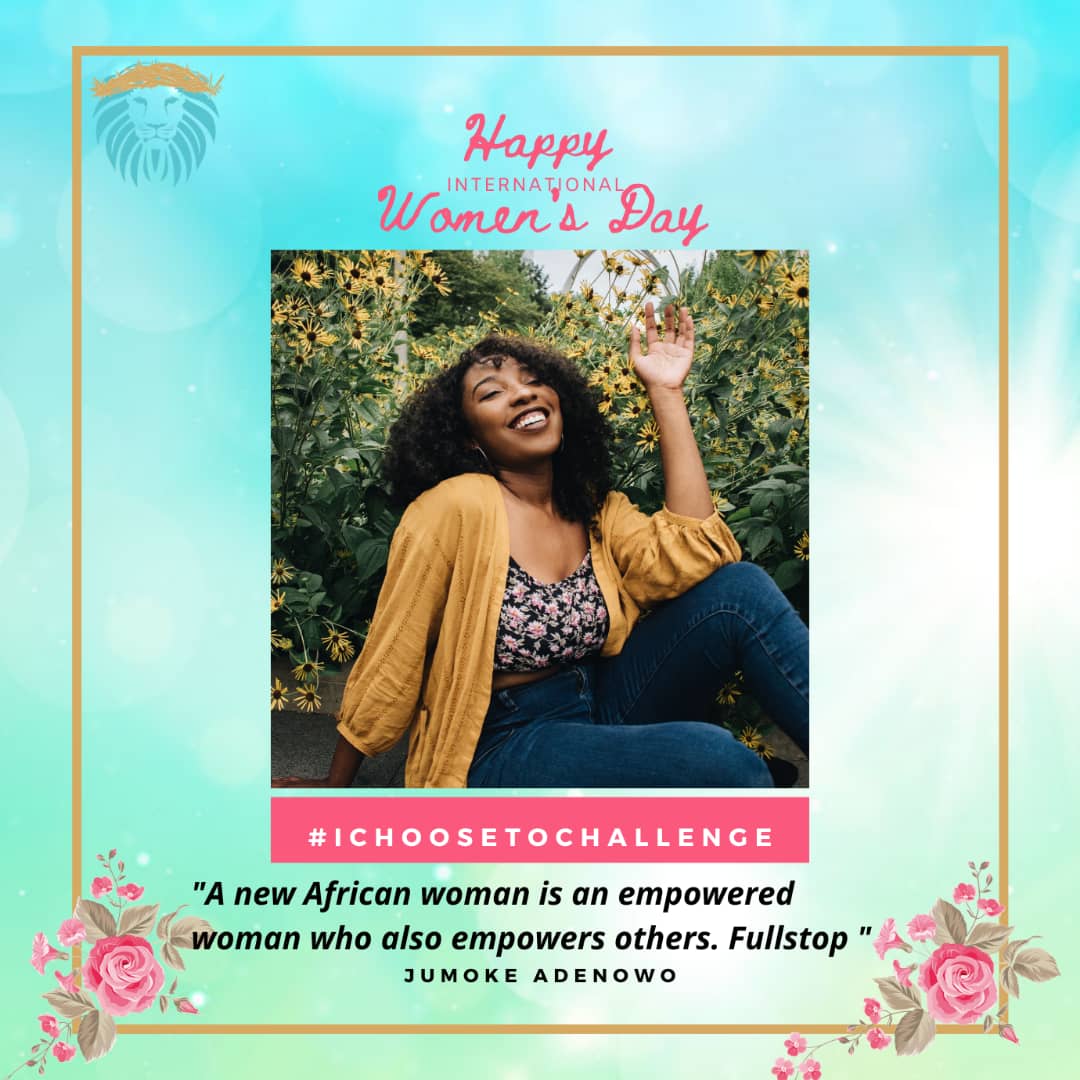 Happy
INTERNATIONAL
Women's Day
#ICHOOSETOCHALLENGE
"A new African woman is an empowered
woman who also empowers others. Fullstop "
JUMOKE ADENOWO